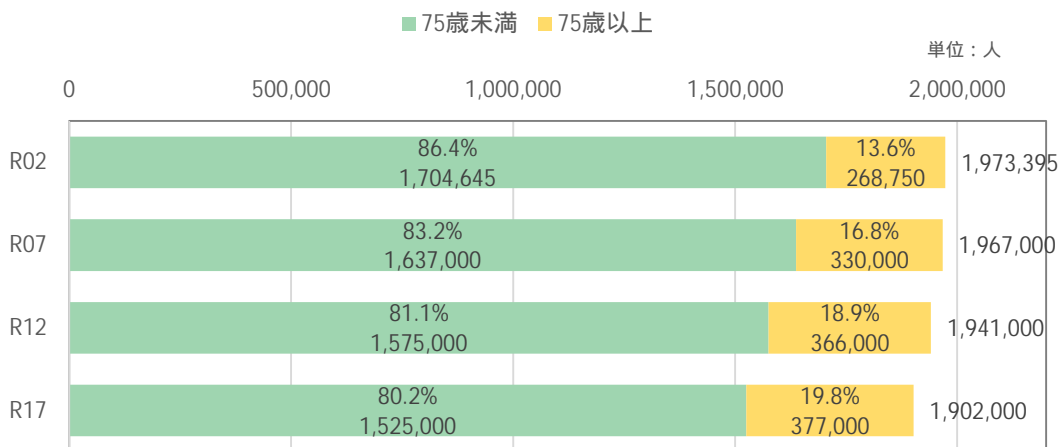 75歳未満 75歳以上
単位：人
0 500,000 1,000,000 1,500,000 2,000,000
R02 86.4% 13.6% 1,973,395
1,704,645 268,750
R07 83.2% 16.8% 1,967,000
1,637,000 330,000
R12 81.1% 18.9% 1,941,000
1,575,000 366,000
R17 80.2% 19.8% 1,902,000
1,525,000 377,000